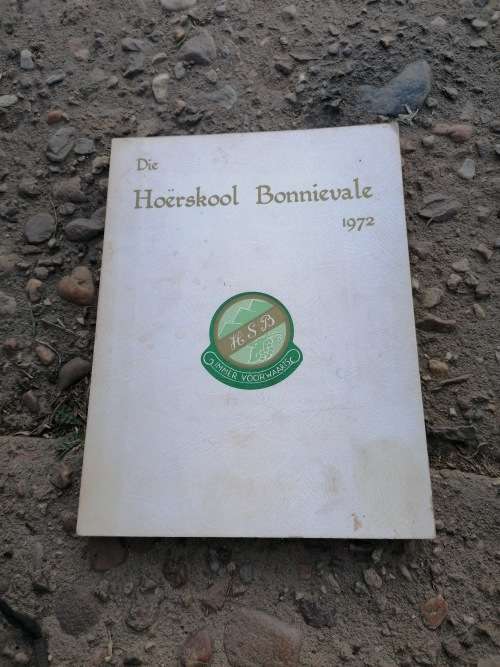 Die
Hoërskool Bonnievale
1972
H S B
IMMER VOORWAARTS